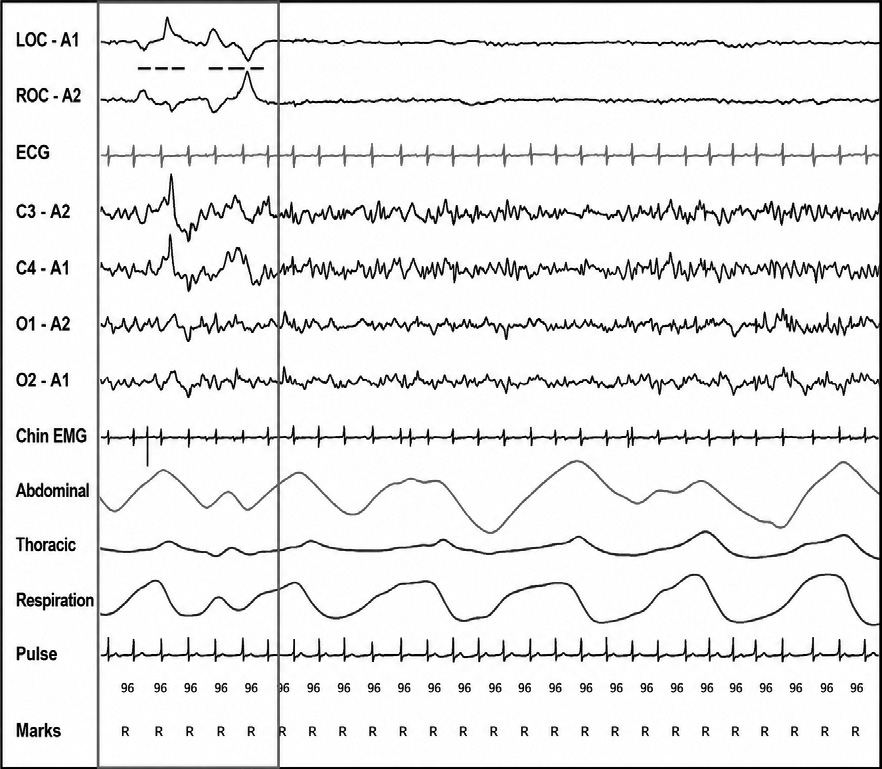 LOC - A1
ROC - A2
ECG
C3 - A2
C4 - A1
O1 - A2
O2 - A1
Chin EMG
Abdominal
Thoracic
Respiration
Pulse
96 96 96 96 96 96 96 96 96 96 96 96 96 96 96 96 96 96 96 96 96 96 96 96 96
Marks R R R R R R R R R R R R R R R R R R R R R R R R R